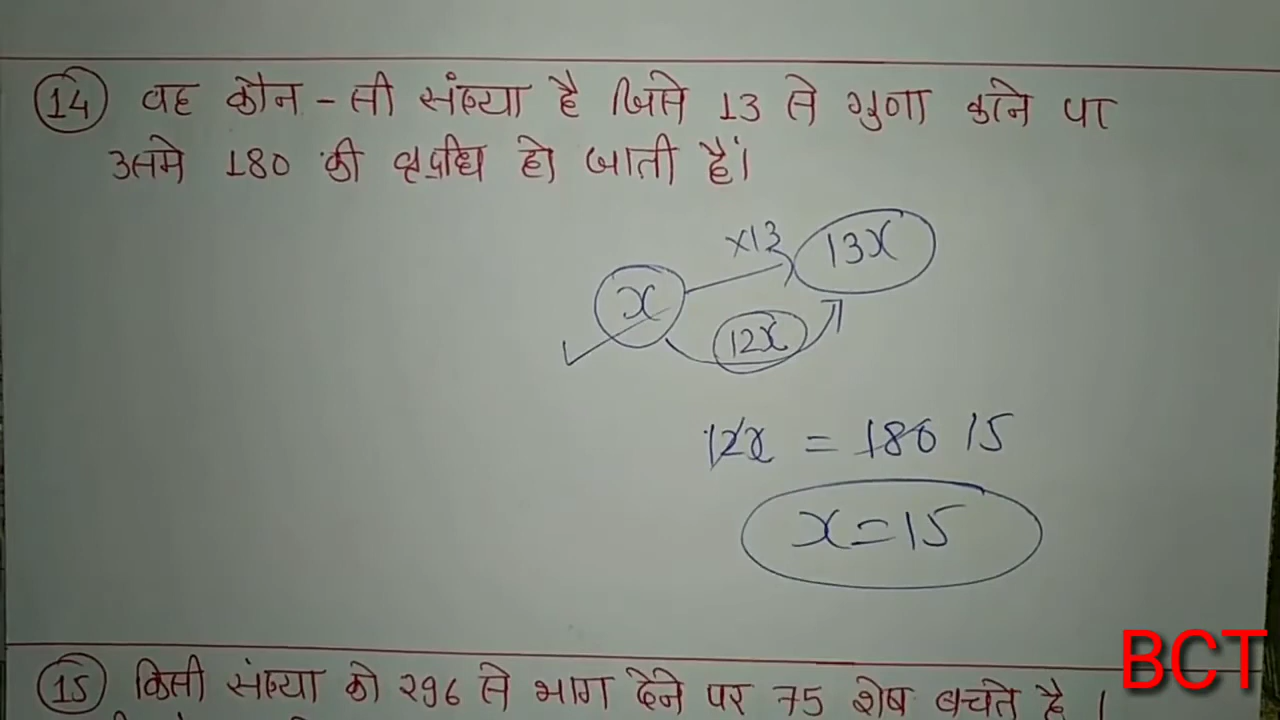 14 वह कौन - सी संख्या है जिसे 13 से गुणा करने पर
उसमे 180 की वृद्धि हो जाती हैं।
×13
13x
x
12x
12x = 180 15
x=15
BCT
15 किसी संख्या को 296 से भाग देने पर 75 शेष बचते है ।